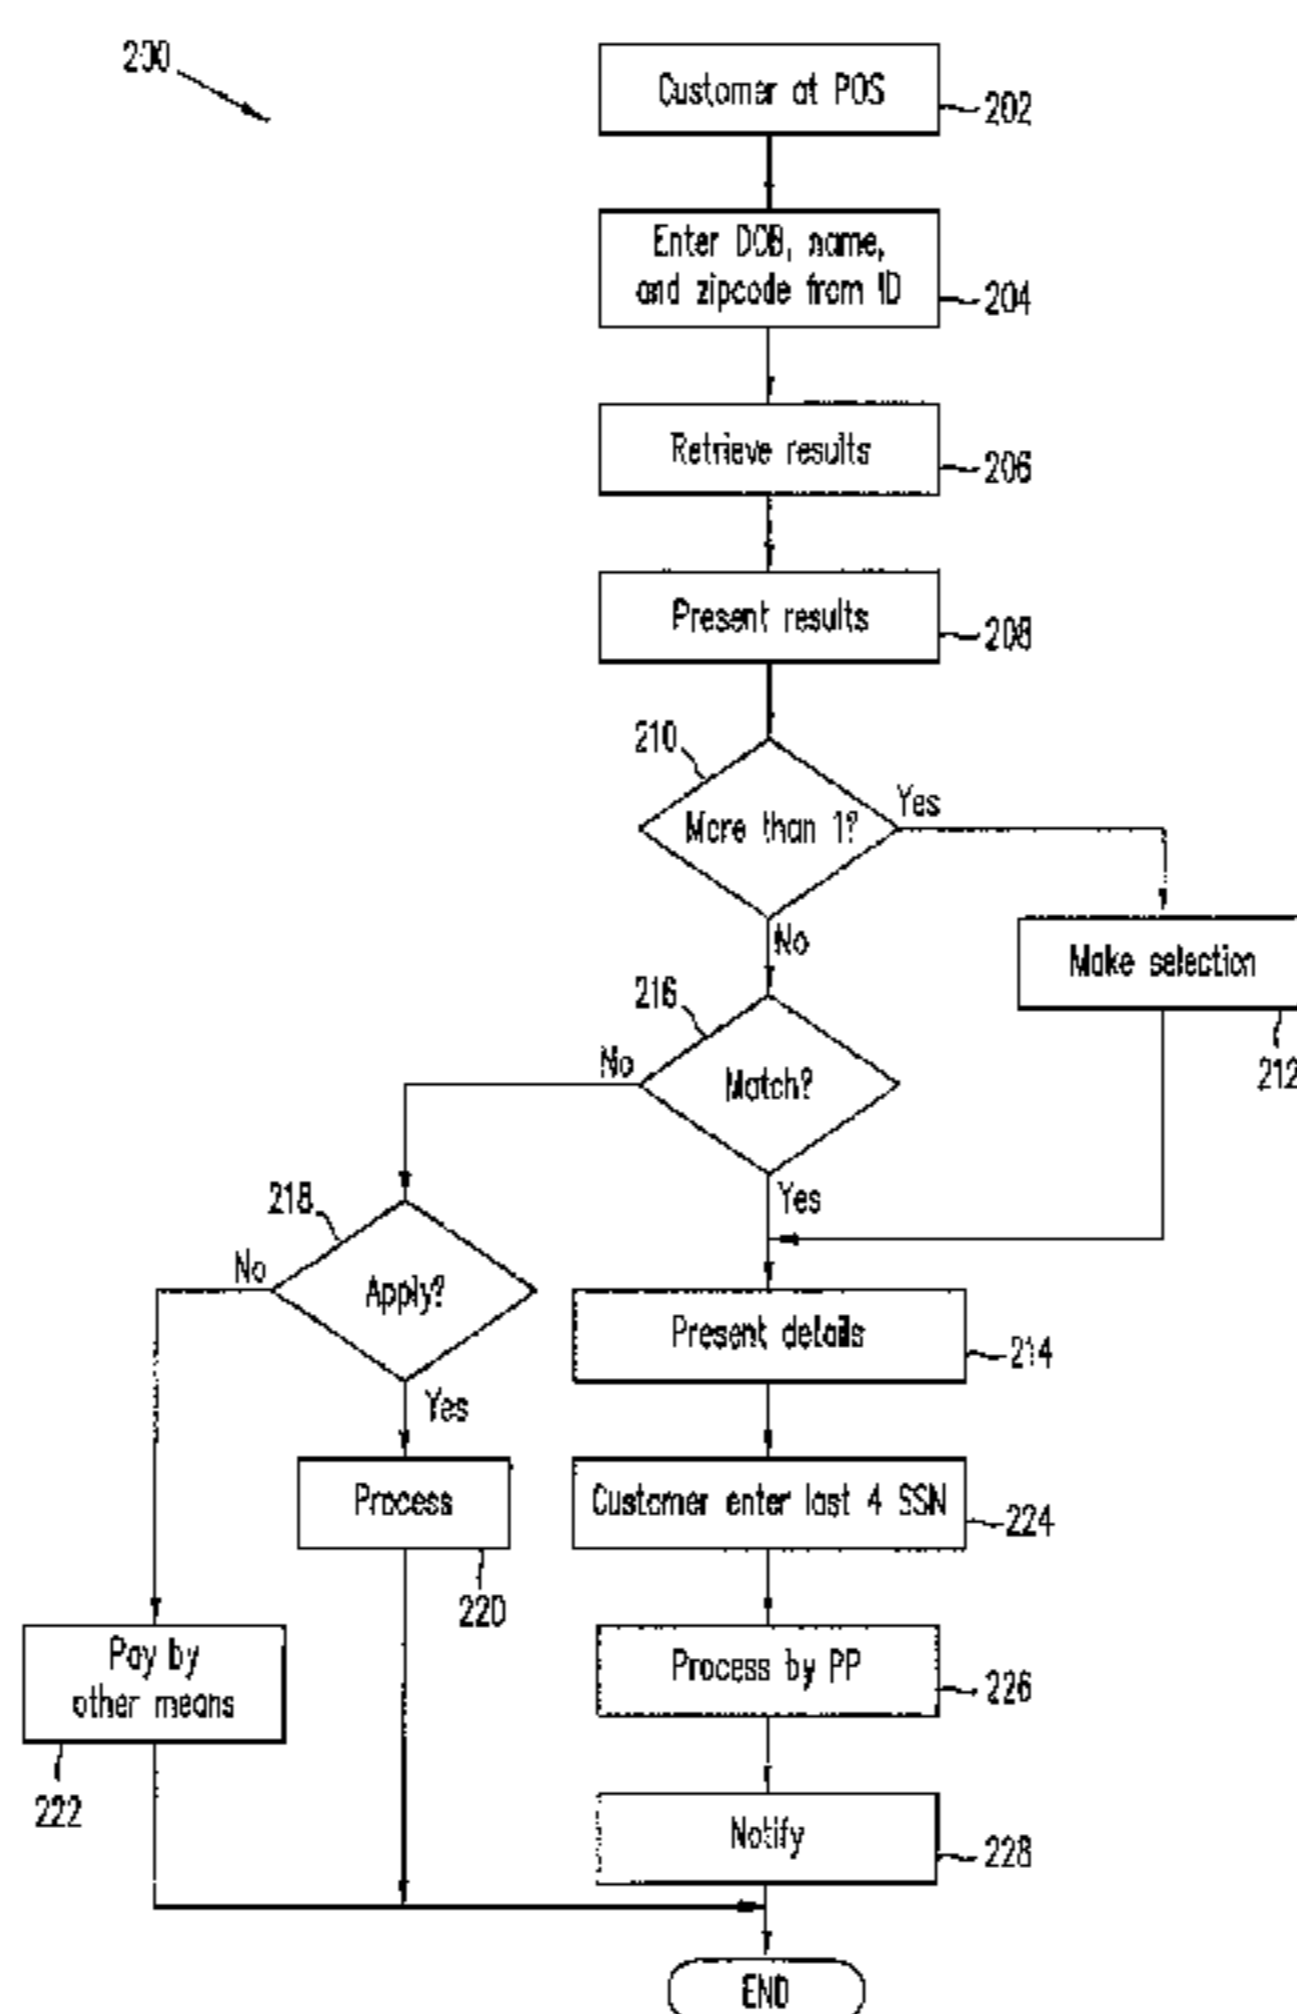 200
Customer at POS
202
Enter DOB, name,
and zipcode from ID
204
Retrieve results
206
Present results
208
210
More than 1?
Yes
No
Make selection
212
216
Match?
No
Yes
218
Apply?
No
Yes
Present details
214
Process
220
Customer enter last 4 SSN
224
Pay by
other means
222
Process by PP
226
Notify
228
END